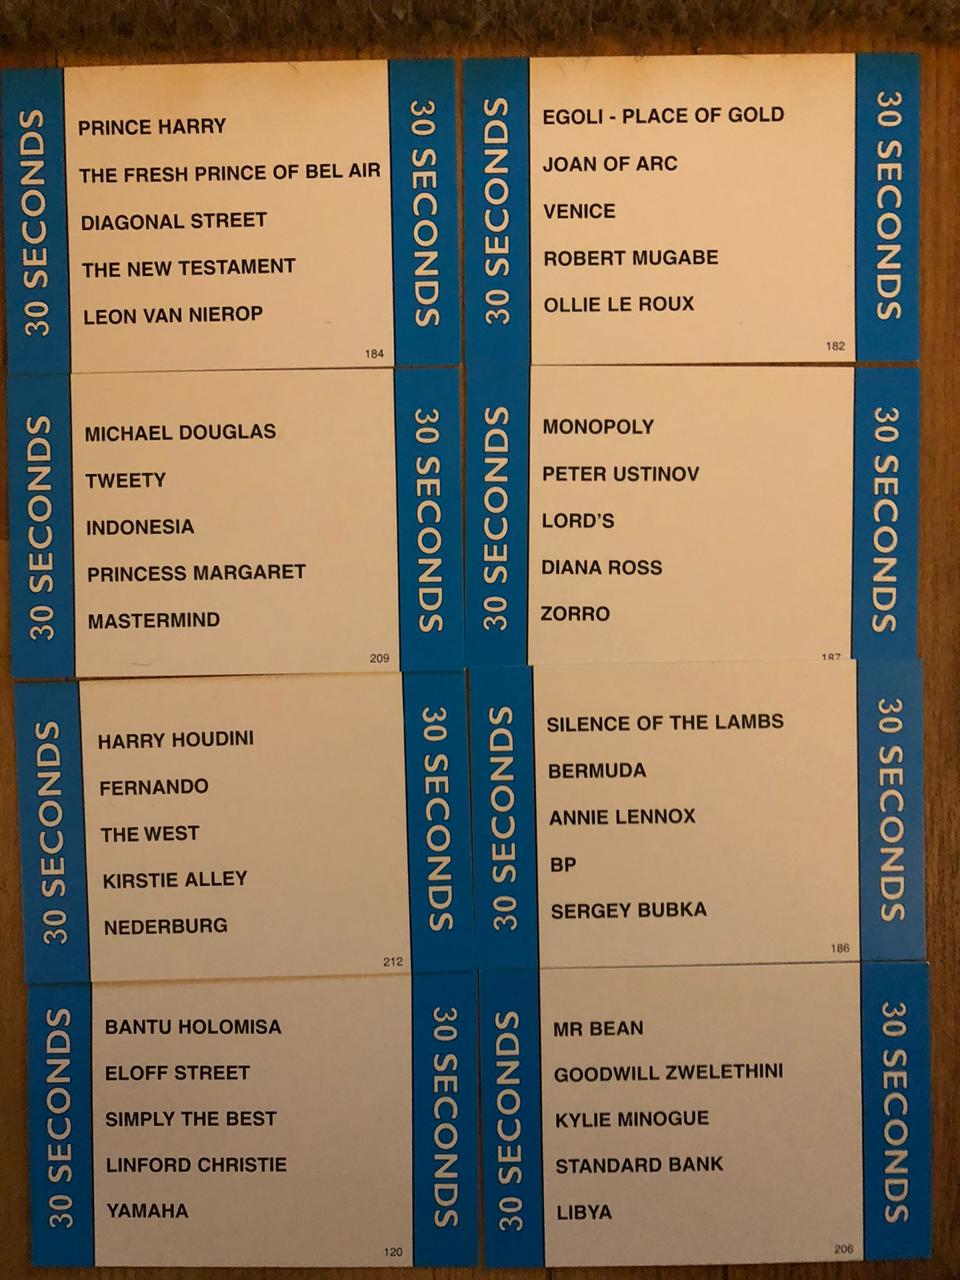 30 SECONDS
PRINCE HARRY
THE FRESH PRINCE OF BEL AIR
DIAGONAL STREET
THE NEW TESTAMENT
LEON VAN NIEROP
184
30 SECONDS
30 SECONDS
EGOLI - PLACE OF GOLD
JOAN OF ARC
VENICE
ROBERT MUGABE
OLLIE LE ROUX
182
30 SECONDS
30 SECONDS
MICHAEL DOUGLAS
TWEETY
INDONESIA
PRINCESS MARGARET
MASTERMIND
209
30 SECONDS
30 SECONDS
MONOPOLY
PETER USTINOV
LORD'S
DIANA ROSS
ZORRO
187
30 SECONDS
30 SECONDS
HARRY HOUDINI
FERNANDO
THE WEST
KIRSTIE ALLEY
NEDERBURG
212
30 SECONDS
30 SECONDS
SILENCE OF THE LAMBS
BERMUDA
ANNIE LENNOX
BP
SERGEY BUBKA
186
30 SECONDS
30 SECONDS
BANTU HOLOMISA
ELOFF STREET
SIMPLY THE BEST
LINFORD CHRISTIE
YAMAHA
120
30 SECONDS
30 SECONDS
MR BEAN
GOODWILL ZWELETHINI
KYLIE MINOGUE
STANDARD BANK
LIBYA
206
30 SECONDS